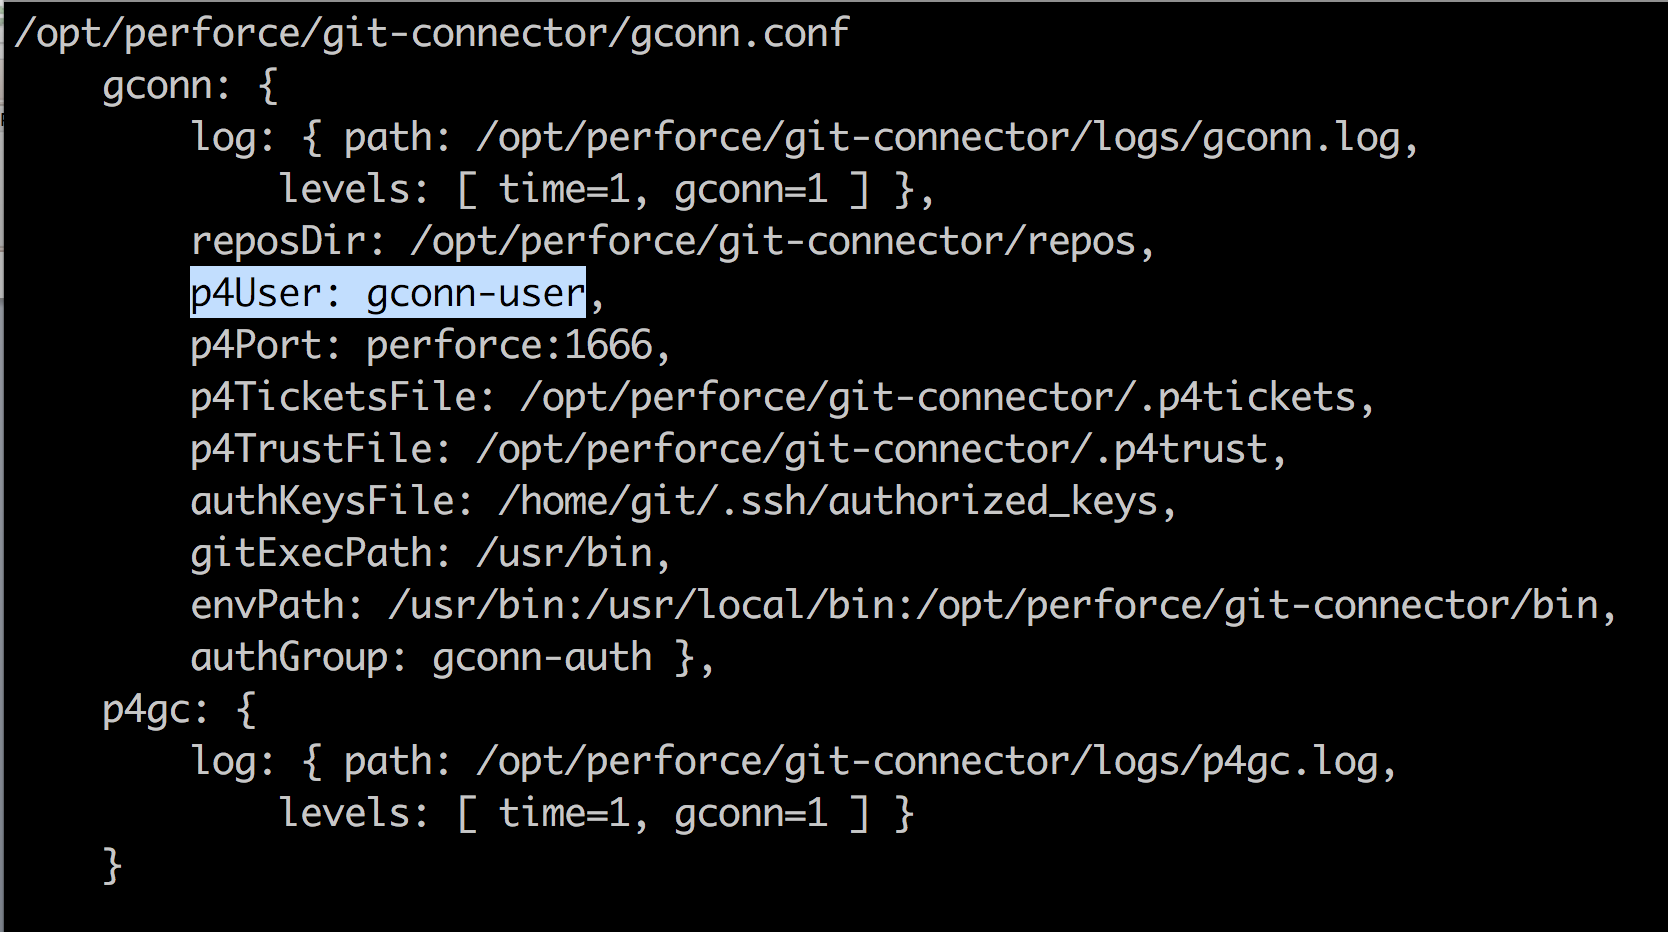 /opt/perforce/git-connector/gconn.conf
gconn: {
log: { path: /opt/perforce/git-connector/logs/gconn.log,
levels: [ time=1, gconn=1 ] },
reposDir: /opt/perforce/git-connector/repos,
p4User: gconn-user,
p4Port: perforce:1666,
p4TicketsFile: /opt/perforce/git-connector/.p4tickets,
p4TrustFile: /opt/perforce/git-connector/.p4trust,
authKeysFile: /home/git/.ssh/authorized_keys,
gitExecPath: /usr/bin,
envPath: /usr/bin:/usr/local/bin:/opt/perforce/git-connector/bin,
authGroup: gconn-auth },
p4gc: {
log: { path: /opt/perforce/git-connector/logs/p4gc.log,
levels: [ time=1, gconn=1 ] }
}